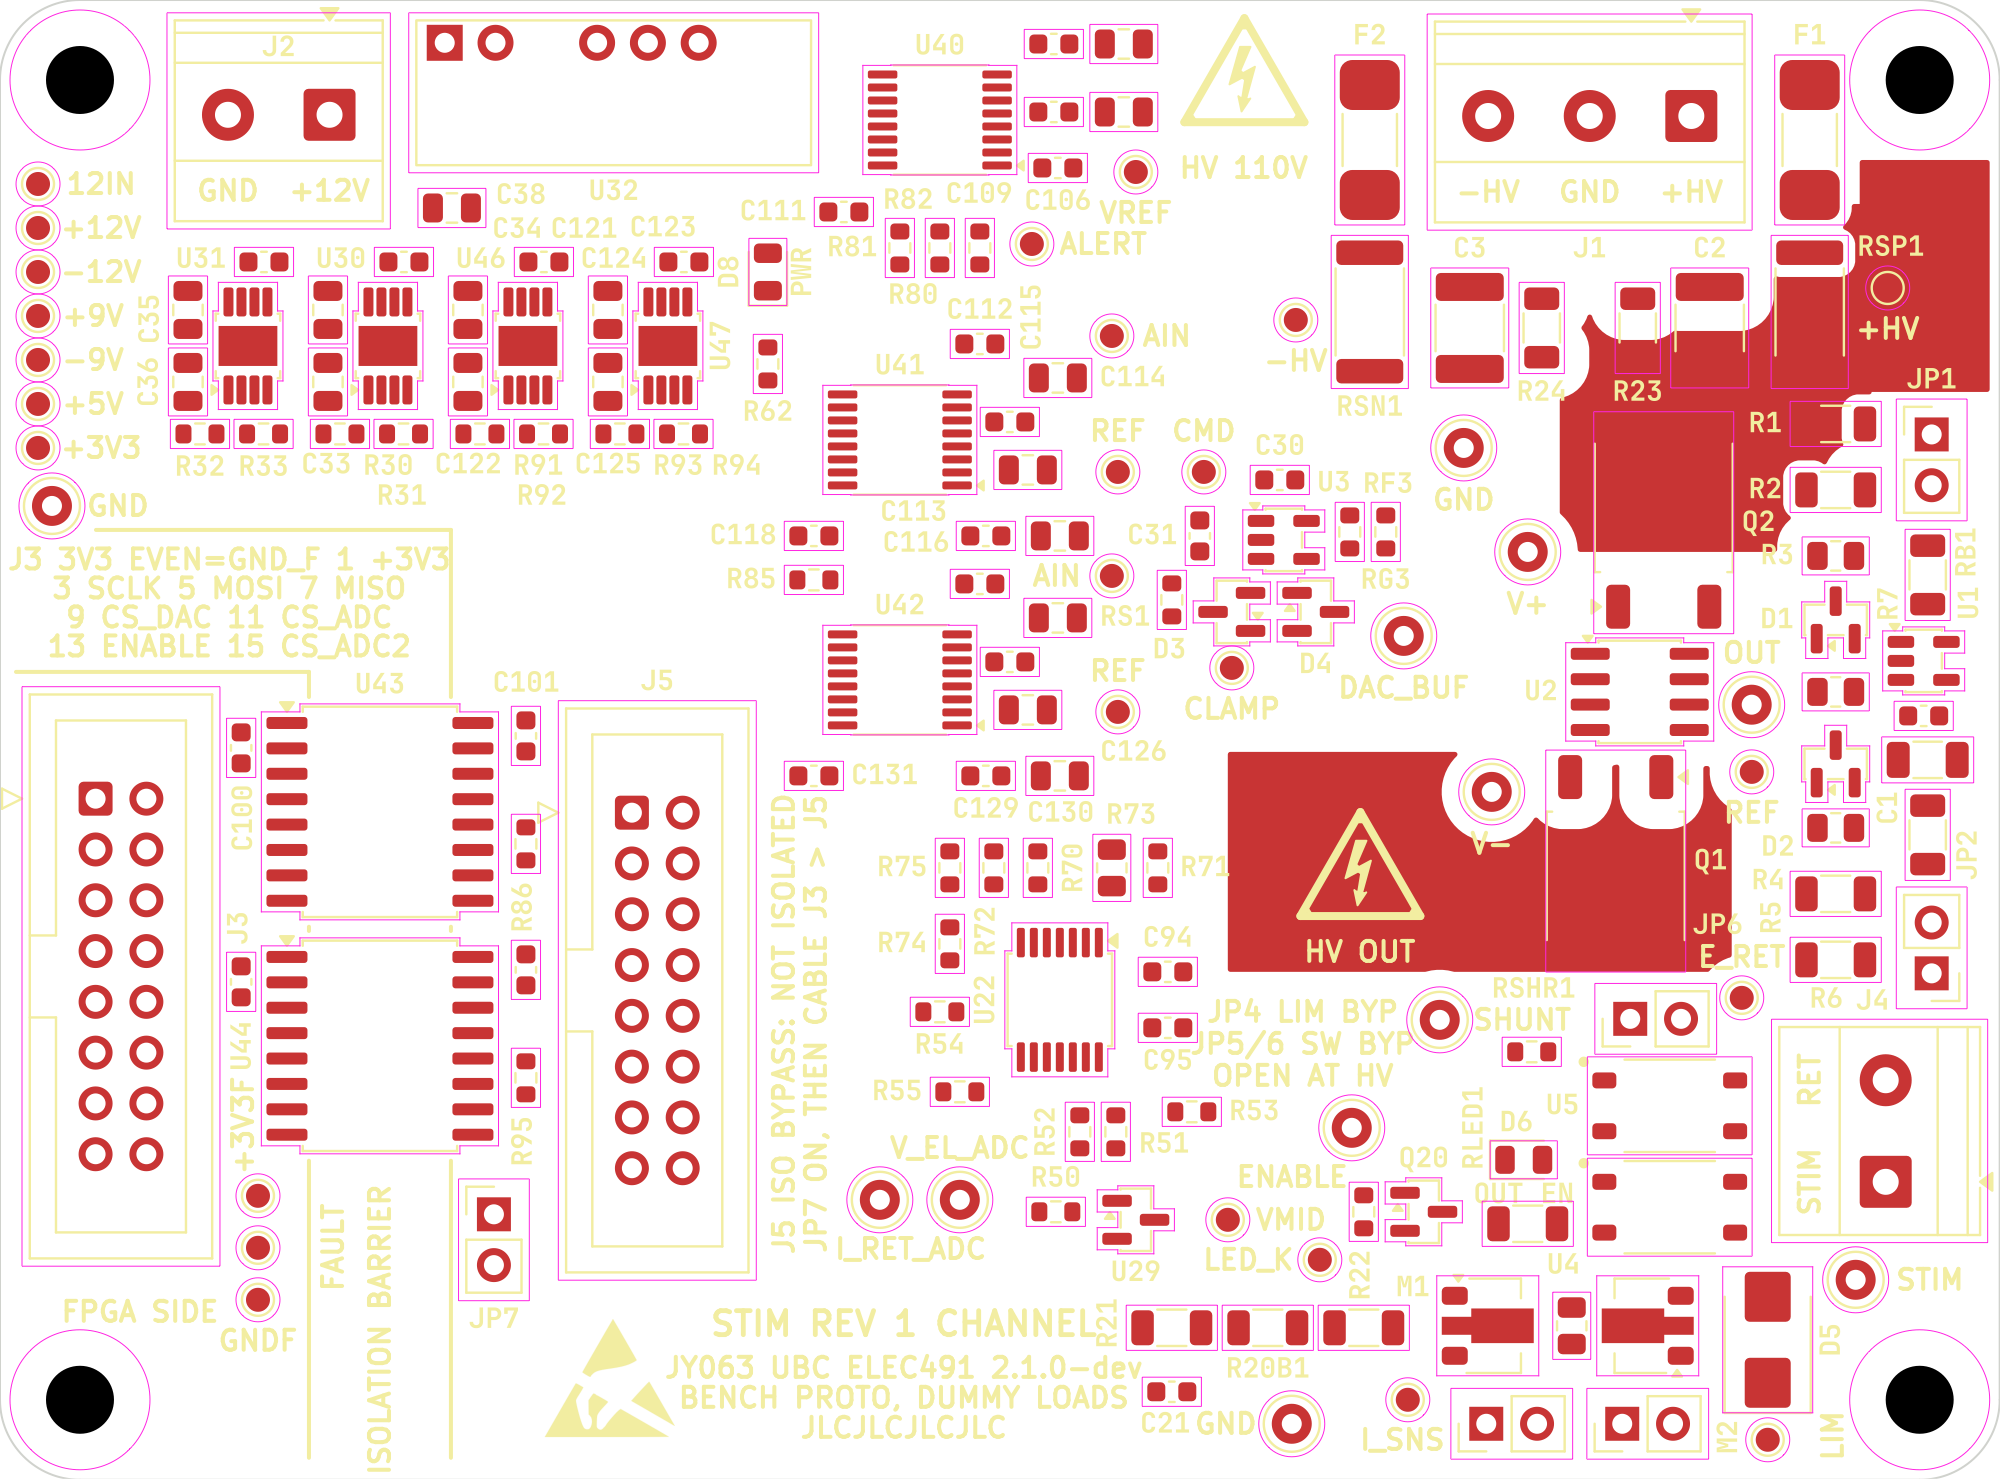 J2
U40
F2
F1
GND +12V
U32
HV 110V
-HV GND +HV
12IN
+12V
-12V
+9V
-9V
+5V
+3V3
GND
C38
C34 C121 C123
U31 U30 U46 C124
C35
C36
U47
D8
PWR
R62
C111
R81
R82
R80
C109
C106
VREF
ALERT
C112
C115
AIN
C114
U41
-HV
RSN1
C3
J1
C2
R24
R23
RSP1
+HV
JP1
R1
R2
Q2
R32 R33 C33 R30 C122 R91 C125 R93 R94
R31 R92
REF CMD
C30
U3 RF3
GND
C113
C118
C116
R85
AIN
RS1
C31
D3
D4
RG3
CLAMP
DAC_BUF
V+
R3
D1
R7
RB1
U1
OUT
U2
J3 3V3 EVEN=GND_F 1 +3V3
3 SCLK 5 MOSI 7 MISO
9 CS_DAC 11 CS_ADC
13 ENABLE 15 CS_ADC2
U43
C101
J5
U42
REF
C126
C131
C129
C130
R73
C100
R86
J3
U44
+3V3F
R95
J5 ISO BYPASS: NOT ISOLATED
JP7 ON, THEN CABLE J3 > J5
R75
R70
R71
R74
R72
C94
C95
U22
R54
R55
R52
R51
R53
R50
V_EL_ADC
I_RET_ADC
U29
V-
Q1
HV OUT
REF
D2
C1
JP2
R4
R5
R6
J4
JP6
E_RET
RSHR1
SHUNT
JP4 LIM BYP
JP5/6 SW BYP
OPEN AT HV
RLED1
D6
U5
OUT EN
U4
Q20
ENABLE
VMID
LED_K
R22
RET
STIM
STIM
FAULT
ISOLATION BARRIER
FPGA SIDE
GNDF
JP7
STIM REV 1 CHANNEL
JY063 UBC ELEC491 2.1.0-dev
BENCH PROTO, DUMMY LOADS
JLCJLCJLCJLC
R21
R20B1
C21
GND
I_SNS
M1
M2
D5
LIM